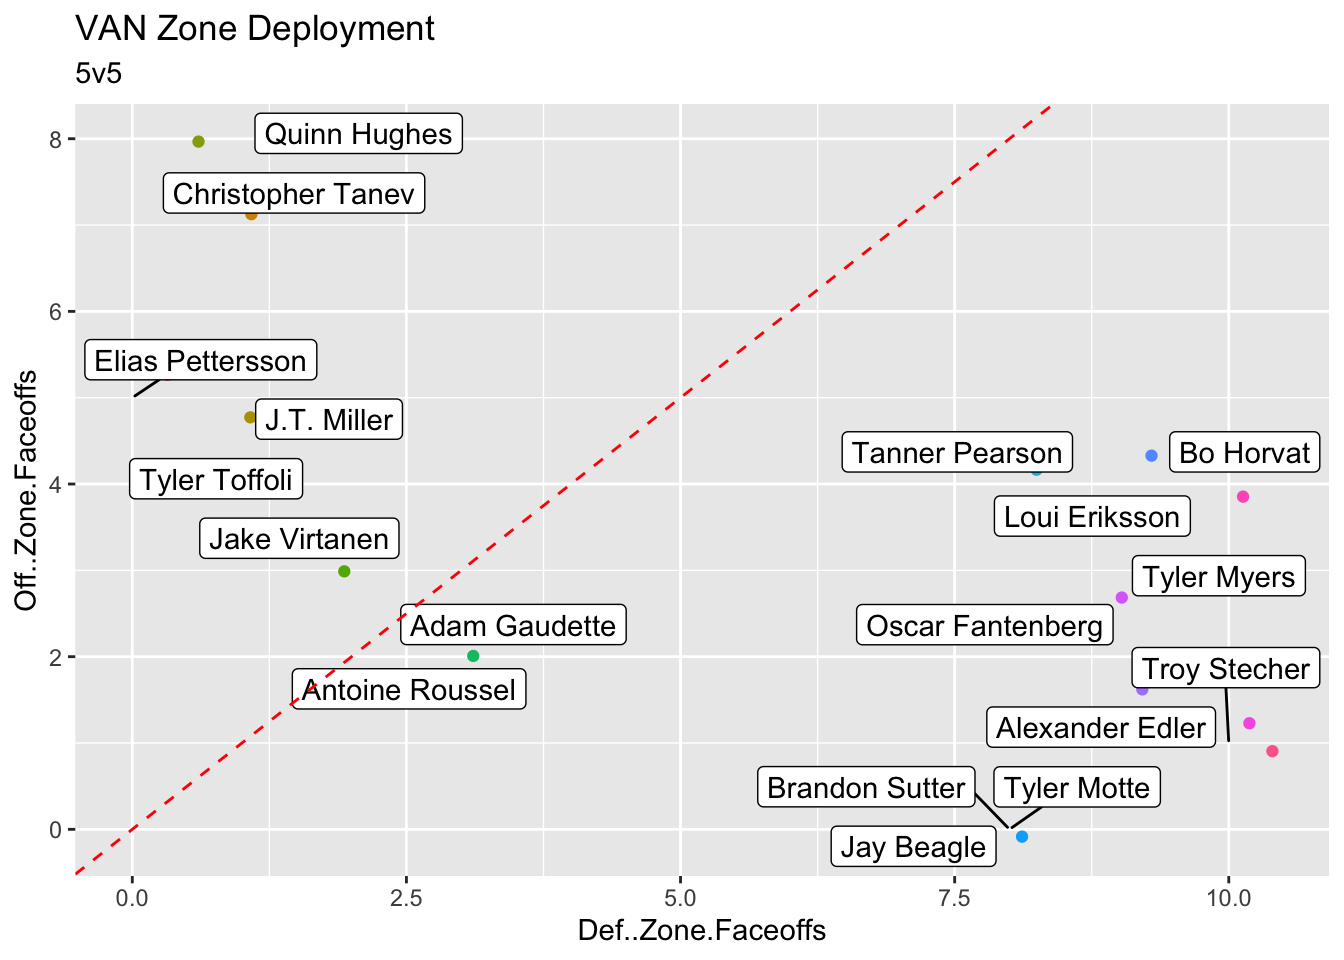 VAN Zone Deployment
5v5
Off..Zone.Faceoffs
8
6
4
2
0
Quinn Hughes
Christopher Tanev
Elias Pettersson
J.T. Miller
Tyler Toffoli
Jake Virtanen
Adam Gaudette
Antoine Roussel
Tanner Pearson
Bo Horvat
Loui Eriksson
Tyler Myers
Oscar Fantenberg
Troy Stecher
Alexander Edler
Brandon Sutter
Tyler Motte
Jay Beagle
0.0
2.5
5.0
7.5
10.0
Def..Zone.Faceoffs